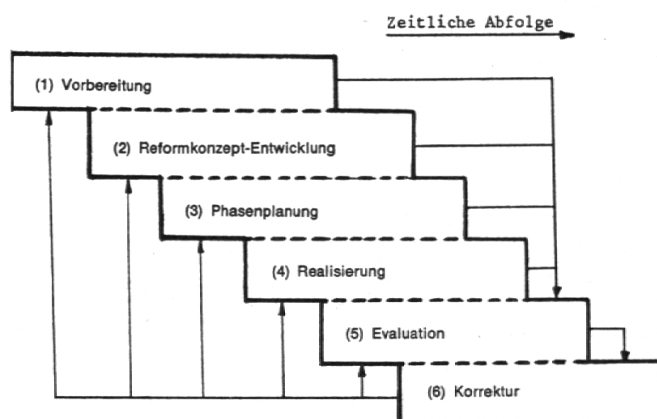 Zeitliche Abfolge
(1) Vorbereitung
(2) Reformkonzept-Entwicklung
(3) Phasenplanung
(4) Realisierung
(5) Evaluation
(6) Korrektur